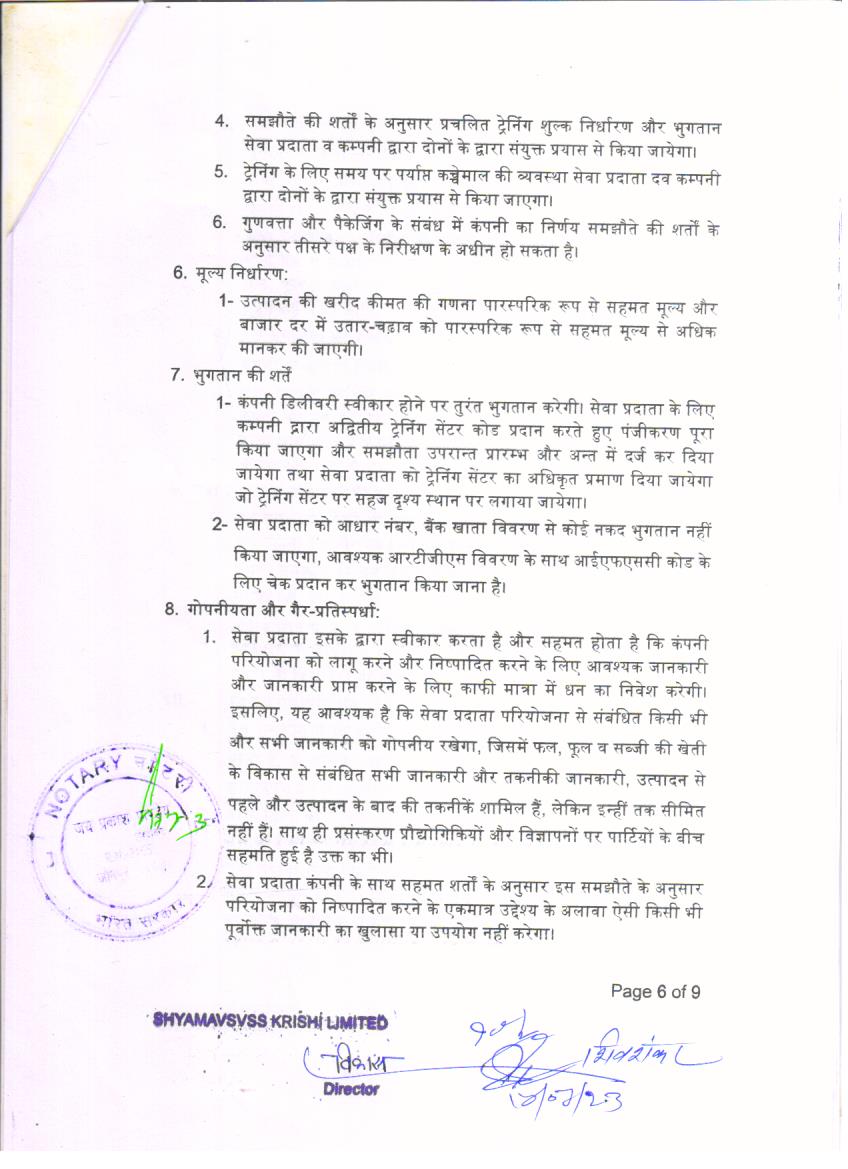 4. समझौते की शर्तों के अनुसार प्रचलित ट्रेनिंग शुल्क निर्धारण और भुगतान
सेवा प्रदाता व कम्पनी द्वारा दोनों के द्वारा संयुक्त प्रयास से किया जायेगा।
5. ट्रेनिंग के लिए समय पर पर्याप्त कच्चेमाल की व्यवस्था सेवा प्रदाता दव कम्पनी
द्वारा दोनों के द्वारा संयुक्त प्रयास से किया जाएगा।
6. गुणवत्ता और पैकेजिंग के संबंध में कंपनी का निर्णय समझौते की शर्तों के
अनुसार तीसरे पक्ष के निरीक्षण के अधीन हो सकता है।
6. मूल्य निर्धारण:
1- उत्पादन की खरीद कीमत की गणना पारस्परिक रूप से सहमत मूल्य और
बाजार दर में उतार-चढ़ाव को पारस्परिक रूप से सहमत मूल्य से अधिक
मानकर की जाएगी।
7. भुगतान की शर्ते
1- कंपनी डिलीवरी स्वीकार होने पर तुरंत भुगतान करेगी। सेवा प्रदाता के लिए
कम्पनी द्रारा अद्वितीय ट्रेनिंग सेंटर कोड प्रदान करते हुए पंजीकरण पूरा
किया जाएगा और समझौता उपरान्त प्रारम्भ और अन्त में दर्ज कर दिया
जायेगा तथा सेवा प्रदाता को ट्रेनिंग सेंटर का अधिकृत प्रमाण दिया जायेगा
जो ट्रेनिंग सेंटर पर सहज दृश्य स्थान पर लगाया जायेगा।
2- सेवा प्रदाता को आधार नंबर, बैंक खाता विवरण से कोई नकद भुगतान नहीं
किया जाएगा, आवश्यक आरटीजीएस विवरण के साथ आईएफएससी कोड के
लिए चेक प्रदान कर भुगतान किया जाना है।
8. गोपनीयता और गैर-प्रतिस्पर्धा:
1. सेवा प्रदाता इसके द्वारा स्वीकार करता है और सहमत होता है कि कंपनी
परियोजना को लागू करने और निष्पादित करने के लिए आवश्यक जानकारी
और जानकारी प्राप्त करने के लिए काफी मात्रा में धन का निवेश करेगी।
इसलिए, यह आवश्यक है कि सेवा प्रदाता परियोजना से संबंधित किसी भी
और सभी जानकारी को गोपनीय रखेगा, जिसमें फल, फूल व सब्जी की खेती
के विकास से संबंधित सभी जानकारी और तकनीकी जानकारी, उत्पादन से
पहले और उत्पादन के बाद की तकनीकें शामिल हैं, लेकिन इन्हीं तक सीमित
नहीं हैं। साथ ही प्रसंस्करण प्रौद्योगिकियों और विज्ञापनों पर पार्टियों के बीच
सहमति हुई है उक्त का भी।
2. सेवा प्रदाता कंपनी के साथ सहमत शर्तों के अनुसार इस समझौते के अनुसार
परियोजना को निष्पादित करने के एकमात्र उद्देश्य के अलावा ऐसी किसी भी
पूर्वोक्त जानकारी का खुलासा या उपयोग नहीं करेगा।
NOTARY नोटरी
जय प्रकाश
भारत सरकार
Page 6 of 9
SHYAMAVSVSS KRISHI LIMITED
विकास
शिवशंकर
Director